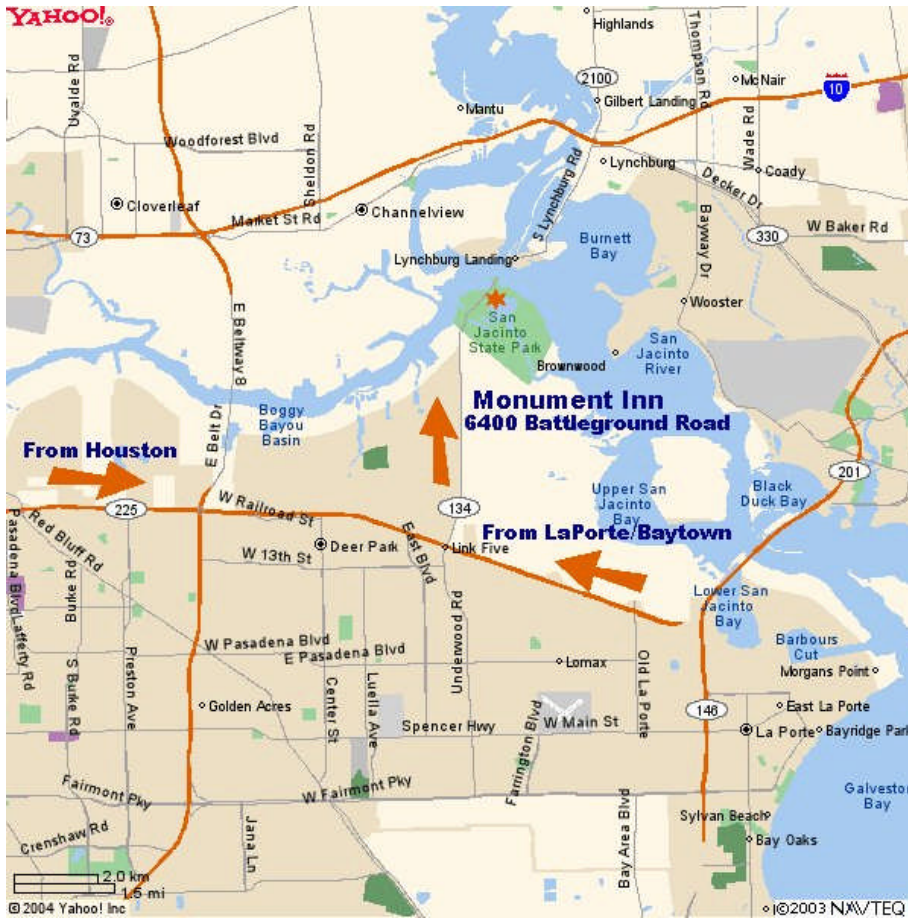 YAHOO!®
Highlands
Thompson Rd
2100
McNair
10
Uvalde Rd
Mantu
Gilbert Landing
Woodforest Blvd
Sheldon Rd
Wade Rd
Lynchburg
Coady
Decker Dr
Cloverleaf
Channelview
Market St Rd
S Lynchburg Rd
Bayway Dr
W Baker Rd
73
330
Burnett
Bay
Lynchburg Landing
Wooster
San
Jacinto
State Park
San
Jacinto
River
Brownwood
E Beltway 8
Boggy
Bayou
Basin
Monument Inn
6400 Battleground Road
From Houston
E Belt Dr
201
Upper San
Jacinto
Bay
Black
Duck Bay
W Railroad St
225
134
Pasadena Blvd
Red Bluff Rd
From LaPorte/Baytown
East Blvd
Deer Park
Link Five
W 13th St
Burke Rd
Lafferty Rd
Lower San
Jacinto
Bay
Underwood Rd
W Pasadena Blvd
E Pasadena Blvd
Barbours
Cut
Lomax
Morgans Point
S Burke Rd
Preston Ave
Center St
Luella Ave
Old La Porte
Golden Acres
146
East La Porte
Spencer Hwy
W Main St
La Porte
Bayridge Park
Farrington Blvd
Fairmont Pky
W Fairmont Pky
Galveston
Bay
Sylvan Beach
Crenshaw Rd
Jana Ln
Bay Area Blvd
Bay Oaks
2.0 km
1.5 mi
© 2004 Yahoo! Inc
©2003 NAVTEQ